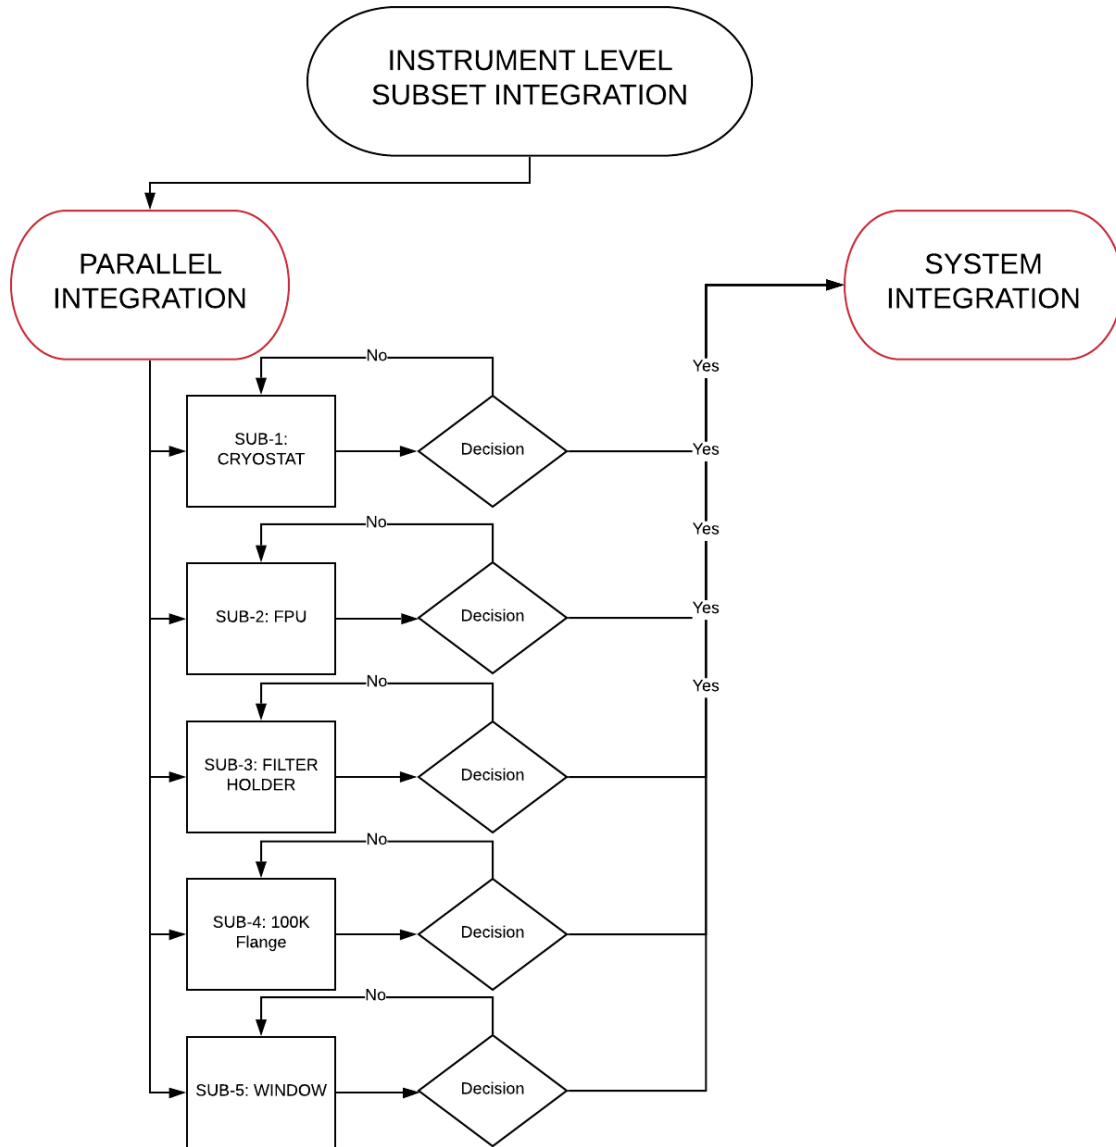 INSTRUMENT LEVEL
SUBSET INTEGRATION
PARALLEL
INTEGRATION
SYSTEM
INTEGRATION
No
Yes
SUB-1:
CRYOSTAT
Decision
Yes
No
Yes
SUB-2: FPU
Decision
Yes
No
Yes
SUB-3: FILTER
HOLDER
Decision
No
SUB-4: 100K
Flange
Decision
No
SUB-5: WINDOW
Decision